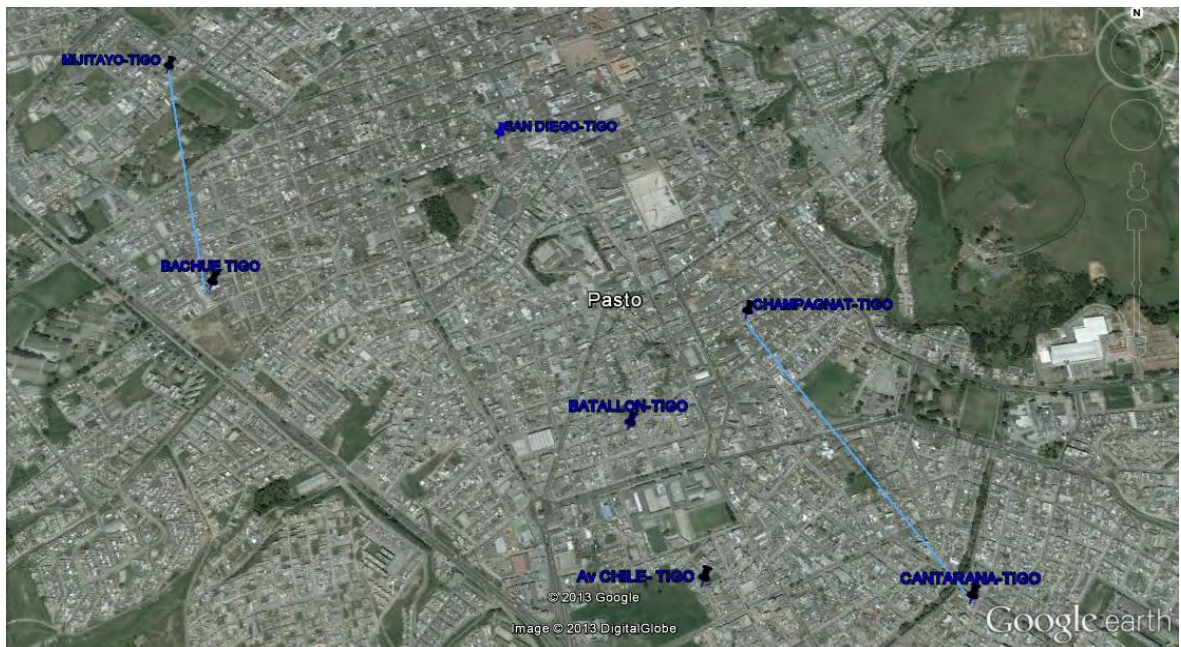 N
MIJITAYO-TIGO
SAN DIEGO-TIGO
BACHUE TIGO
Pasto
CHAMPAGNAT-TIGO
BATALLON-TIGO
Av CHILE- TIGO
CANTARANA-TIGO
© 2013 Google
Image © 2013 DigitalGlobe
Google earth